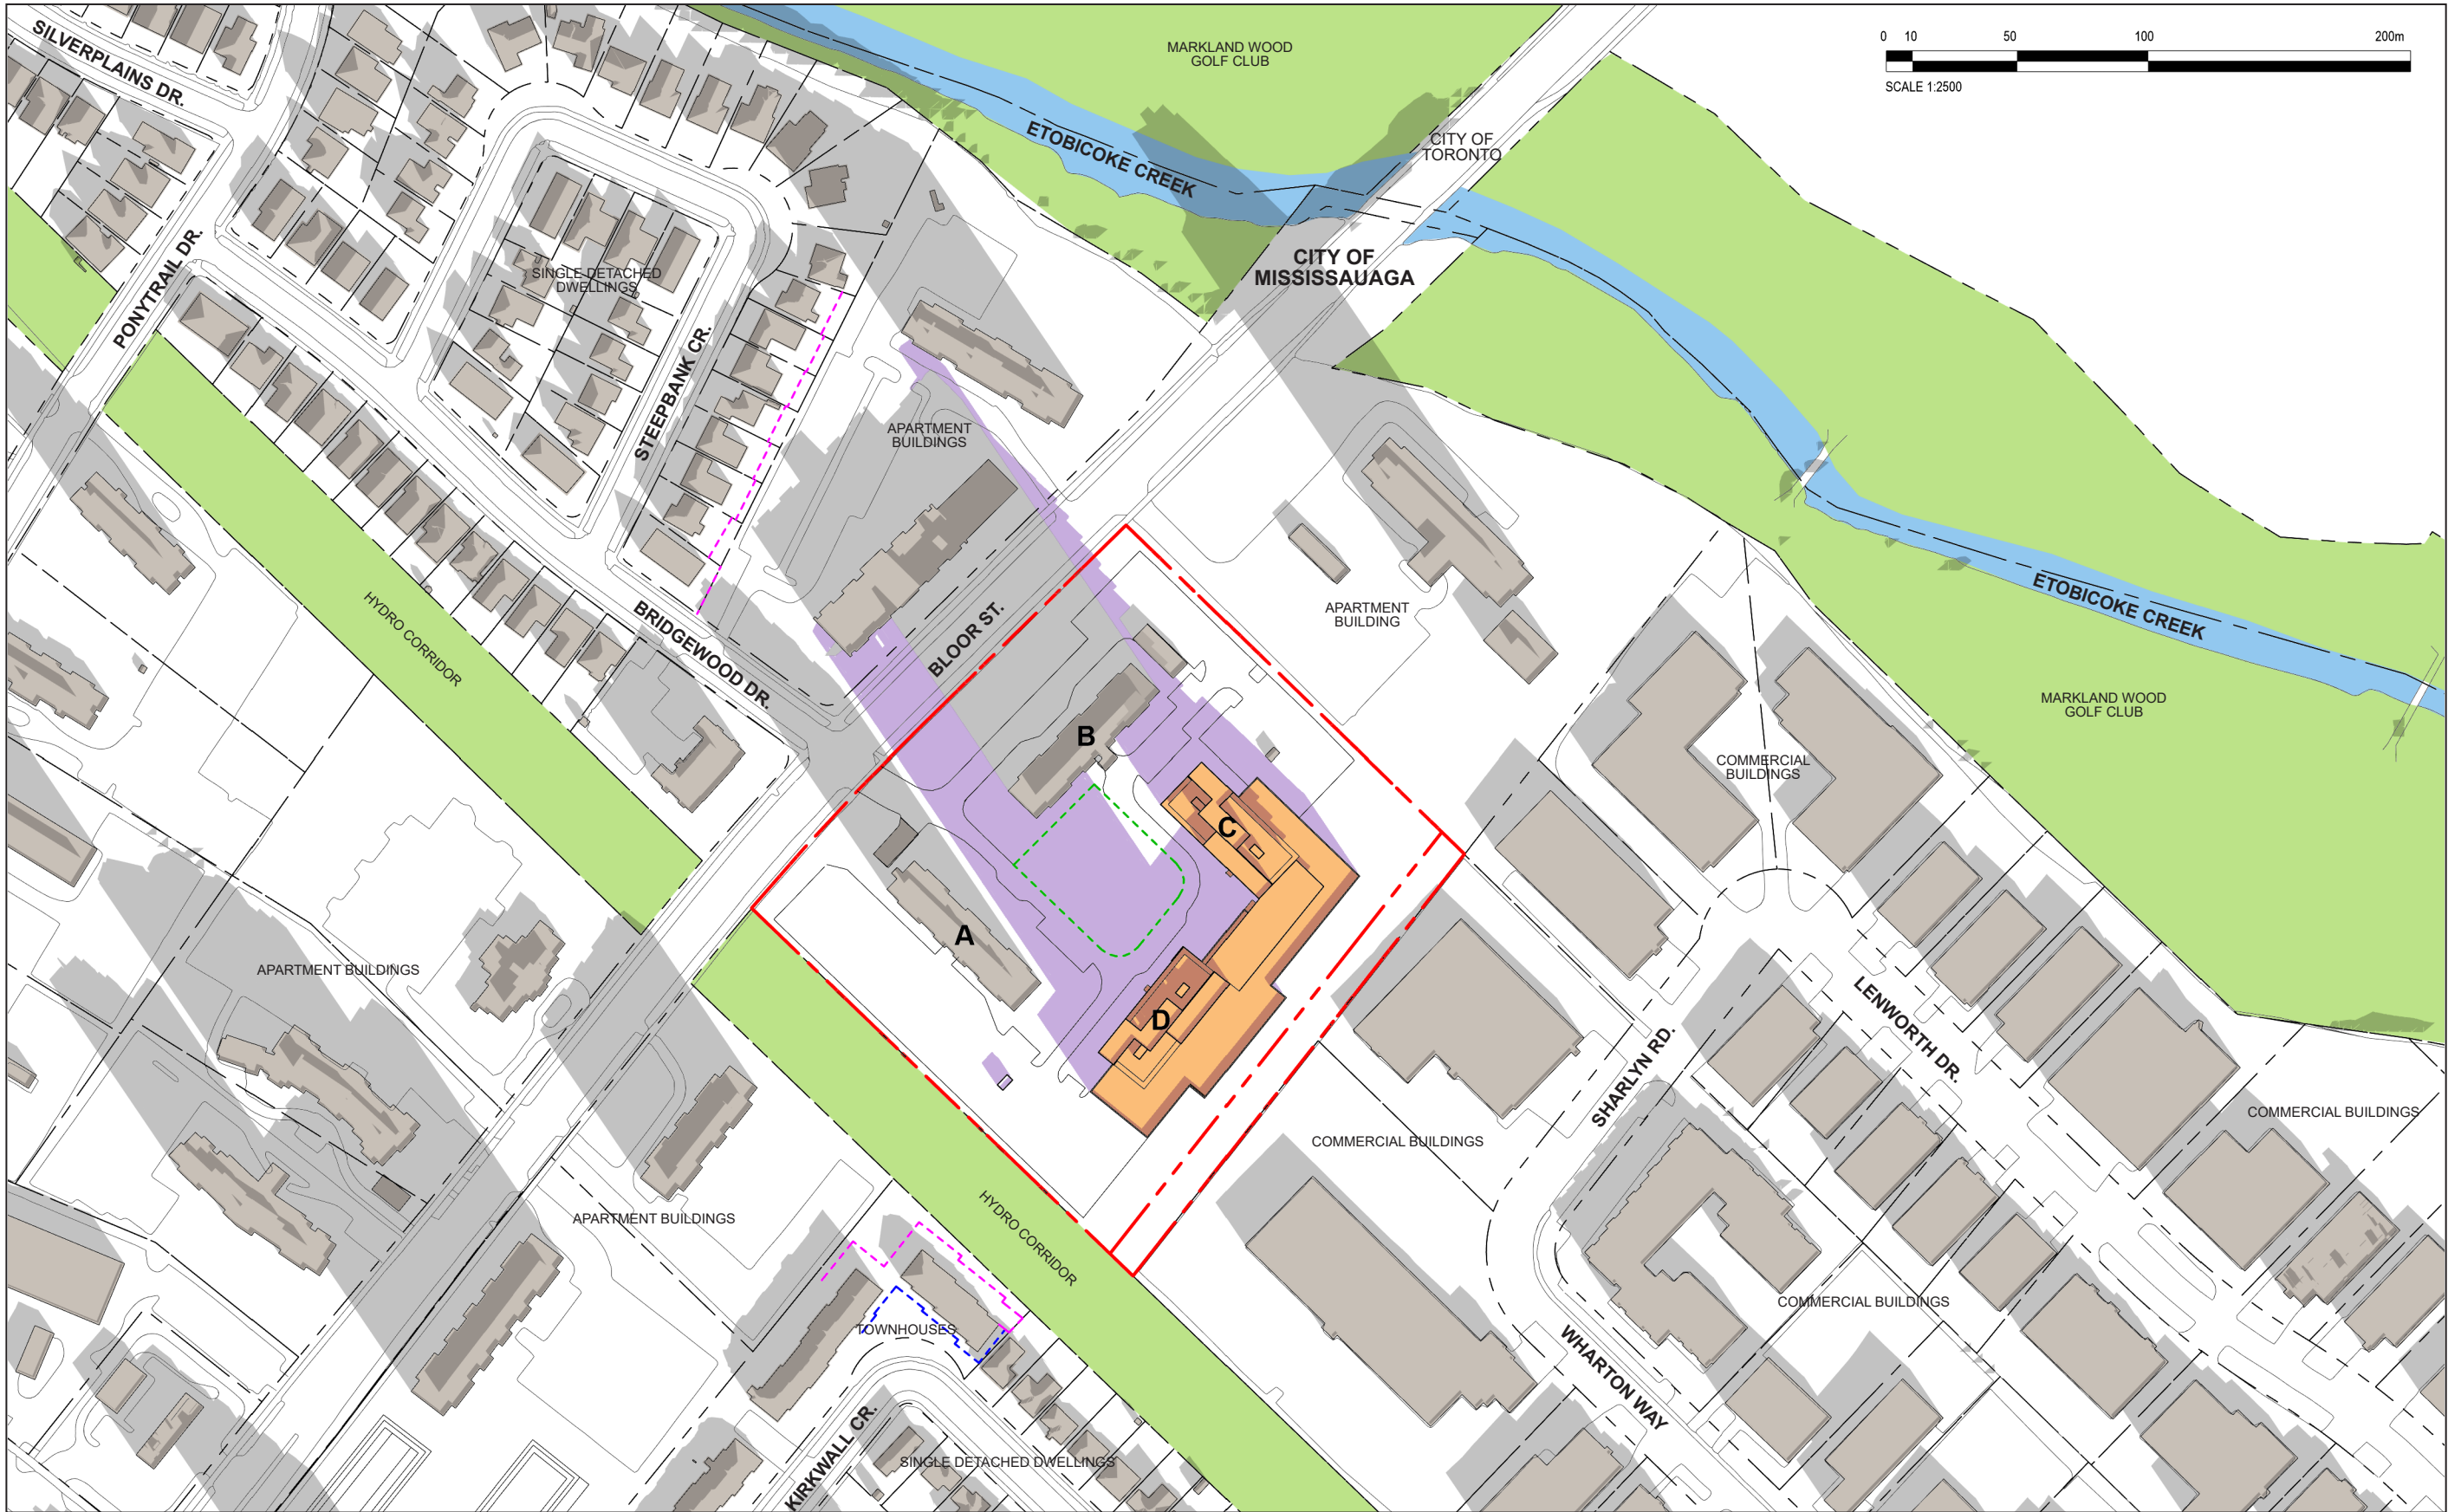 SILVERPLAINS DR.
MARKLAND WOOD
GOLF CLUB
0 10 50 100 200m
SCALE 1:2500
ETOBICOKE CREEK
CITY OF
TORONTO
CITY OF
MISSISSAUAGA
PONYTRAIL DR.
SINGLE DETACHED
DWELLINGS
STEEPBANK CR.
APARTMENT
BUILDINGS
HYDRO CORRIDOR
BRIDGEWOOD DR.
BLOOR ST.
APARTMENT
BUILDING
ETOBICOKE CREEK
MARKLAND WOOD
GOLF CLUB
B
COMMERCIAL
BUILDINGS
C
A
APARTMENT BUILDINGS
D
LENWORTH DR.
SHARLYN RD.
COMMERCIAL BUILDINGS
COMMERCIAL BUILDINGS
APARTMENT BUILDINGS
HYDRO CORRIDOR
COMMERCIAL BUILDINGS
TOWNHOUSES
WHARTON WAY
KIRKWALL CR.
SINGLE DETACHED DWELLINGS